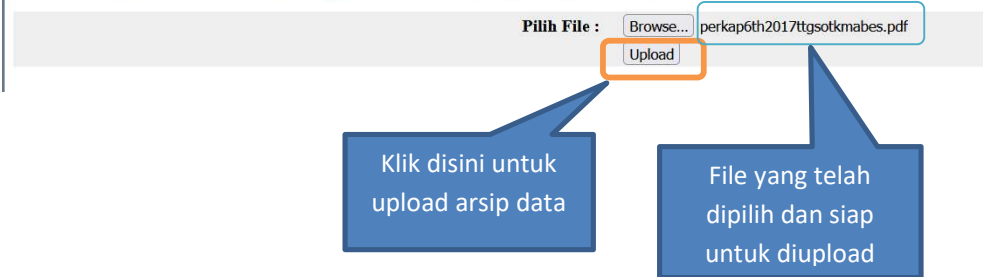 Pilih File : Browse... perkap6th2017ttgsotkmabes.pdf
Upload
Klik disini untuk
upload arsip data
File yang telah
dipilih dan siap
untuk diupload